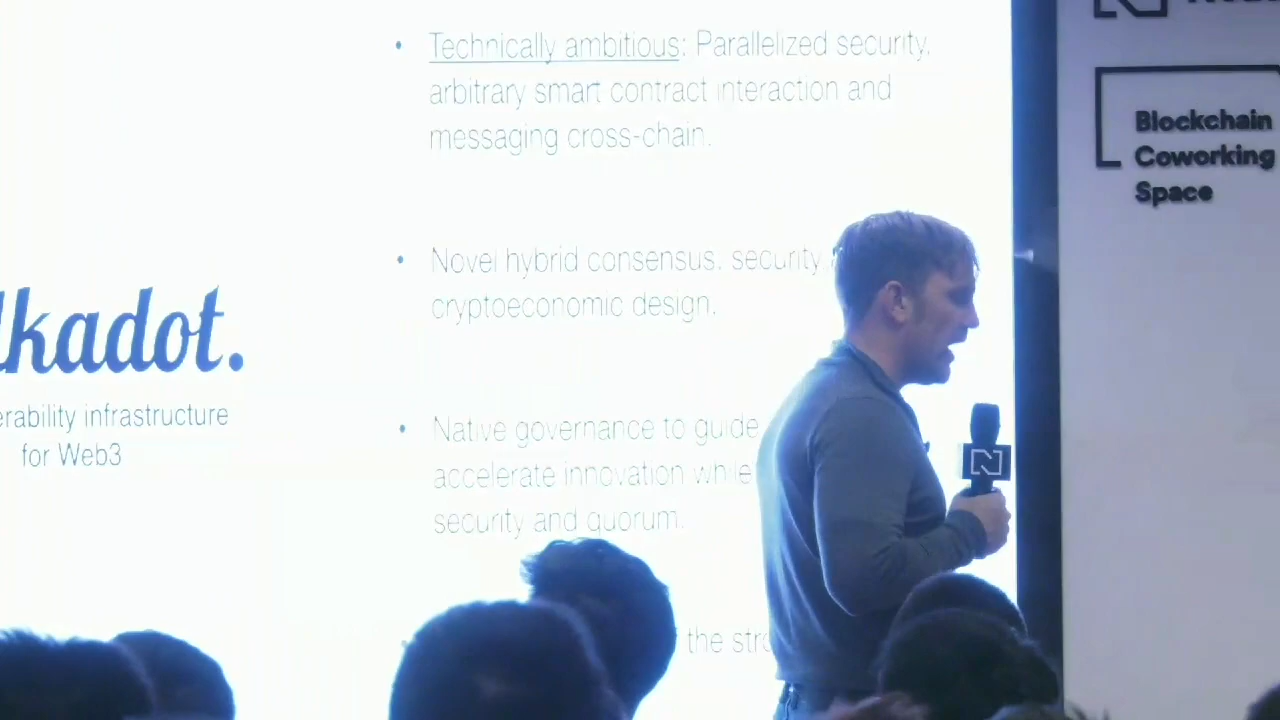 Technically ambitious: Parallelized security,
arbitrary smart contract interaction and
messaging cross-chain.
Novel hybrid consensus, security
cryptoeconomic design.
Native governance to guide
accelerate innovation while
security and quorum.
the
lkadot.
erability infrastructure
for Web3
N
Blockchain
Coworking
Space